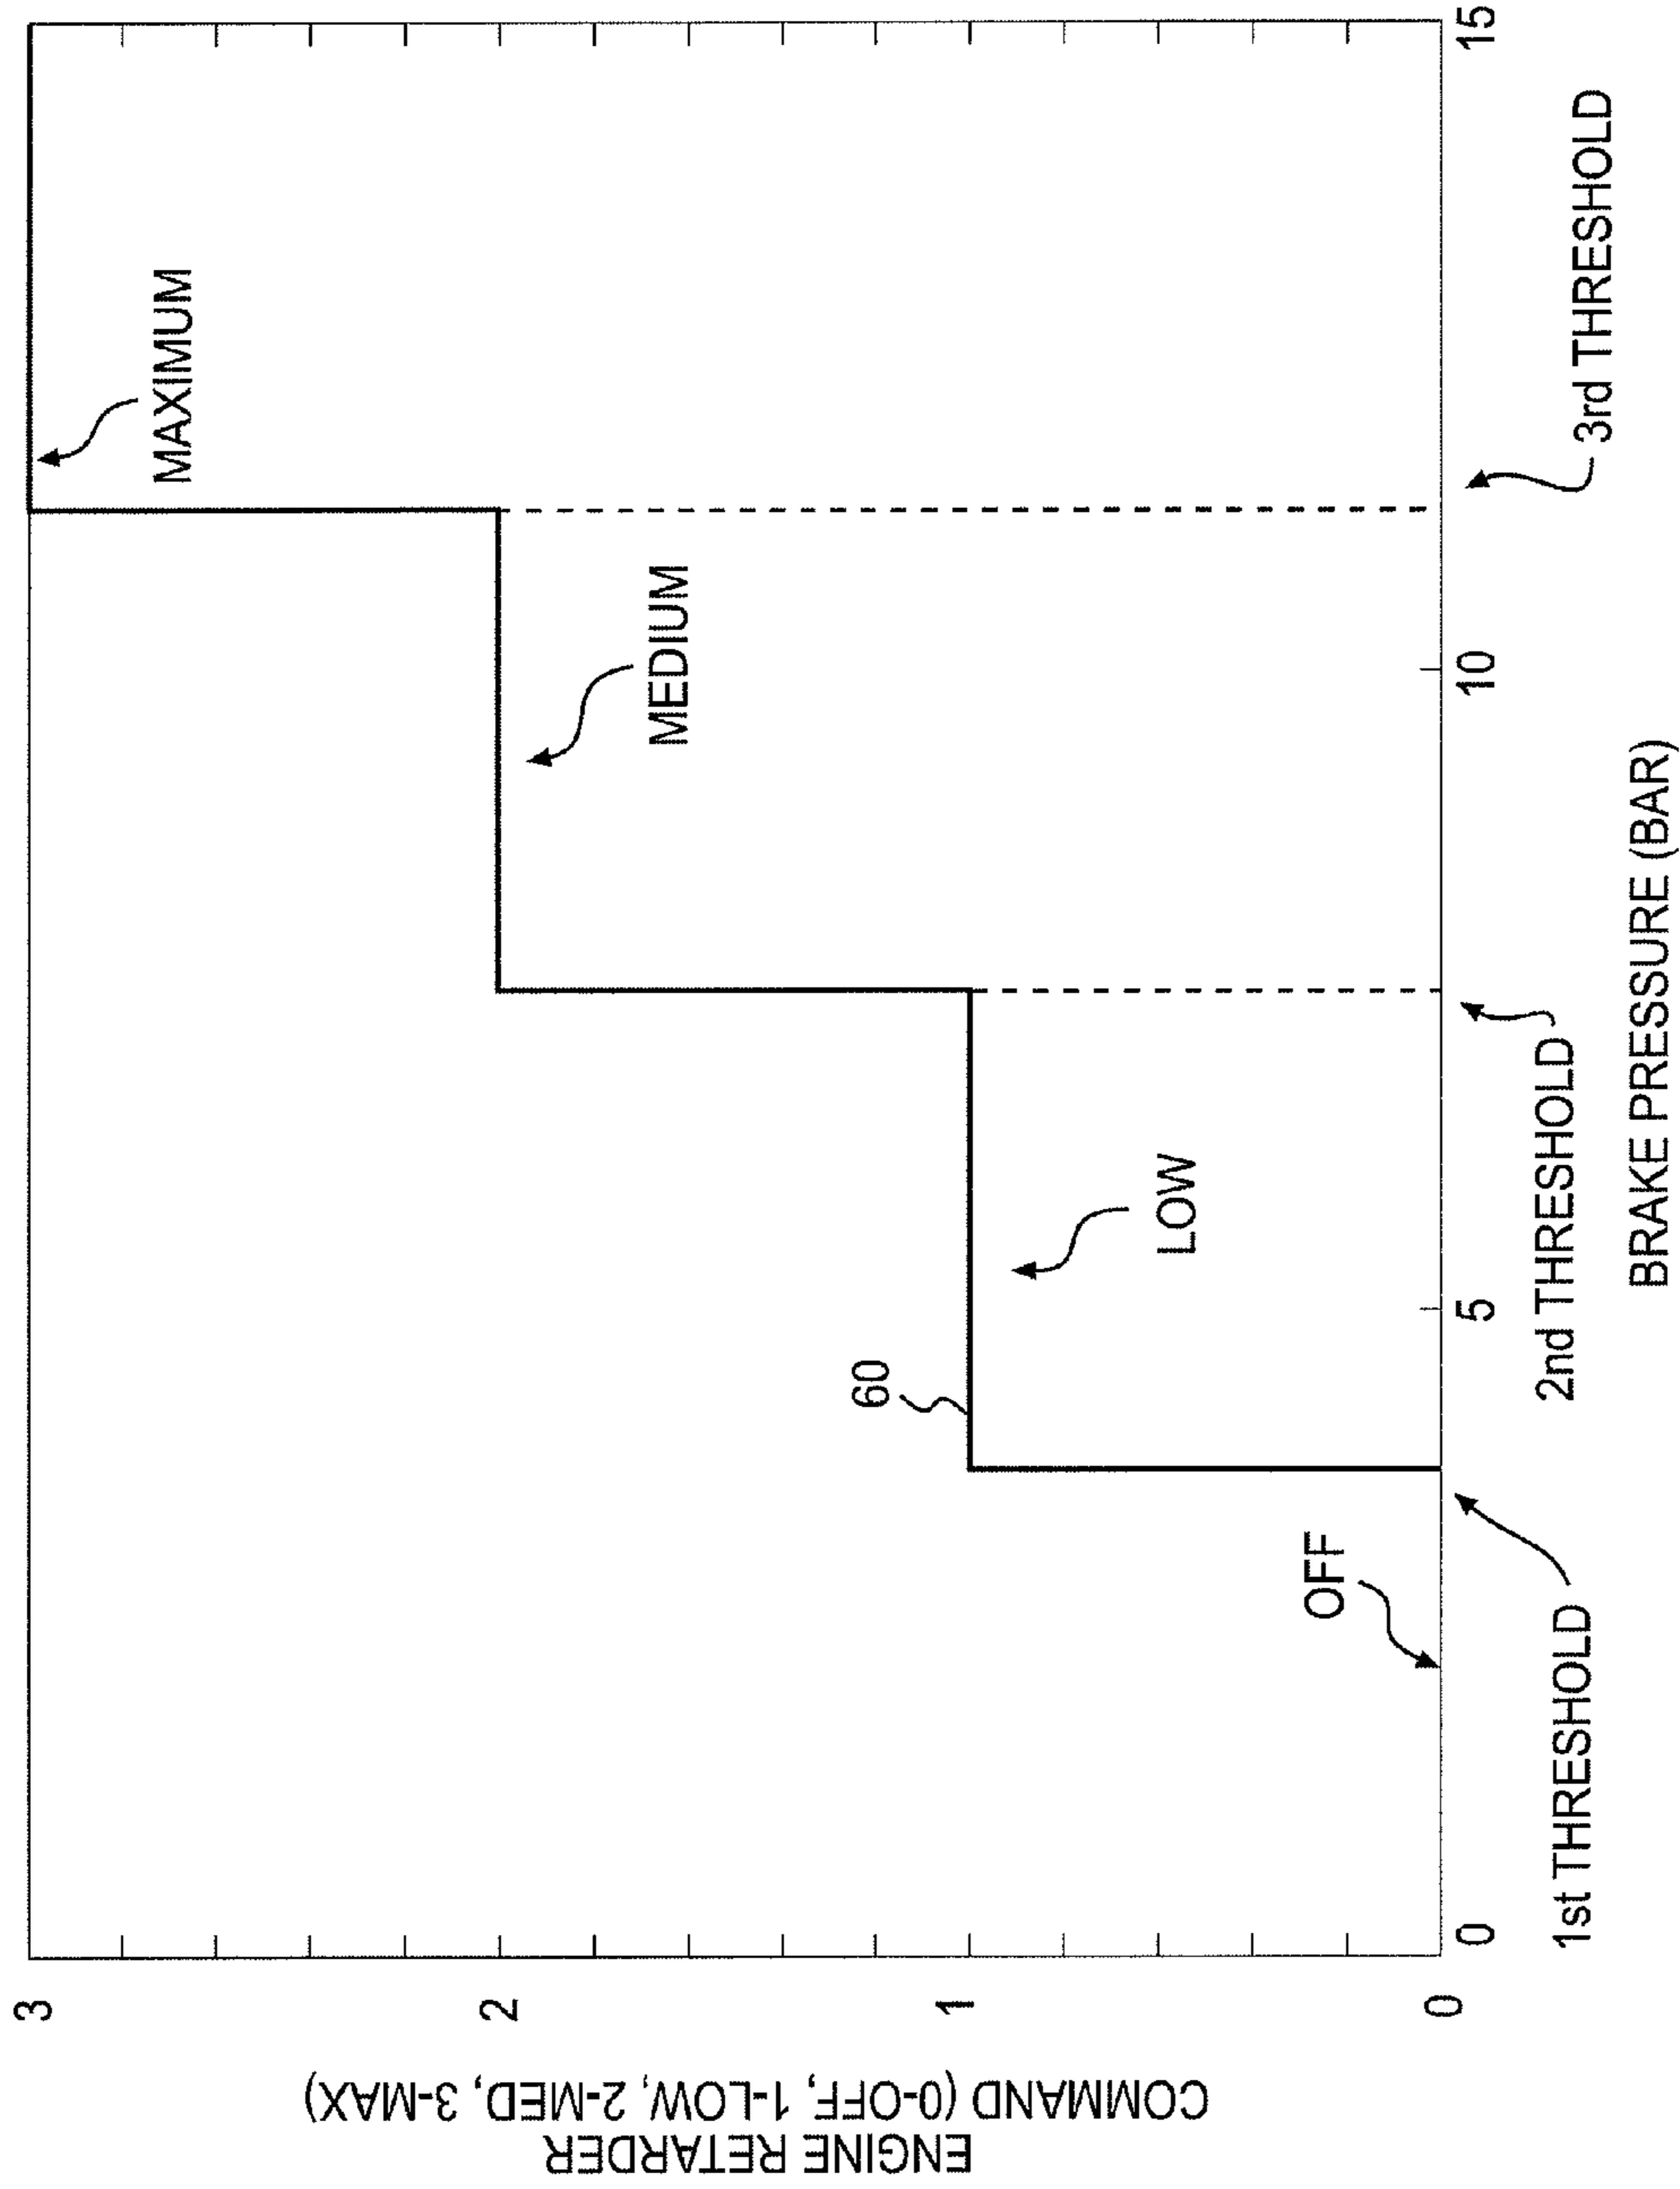 ENGINE RETARDER
COMMAND (0-OFF, 1-LOW, 2-MED, 3-MAX)
3
2
1
0
MAXIMUM
MEDIUM
60
LOW
OFF
0
5
10
15
1st THRESHOLD
2nd THRESHOLD
3rd THRESHOLD
BRAKE PRESSURE (BAR)